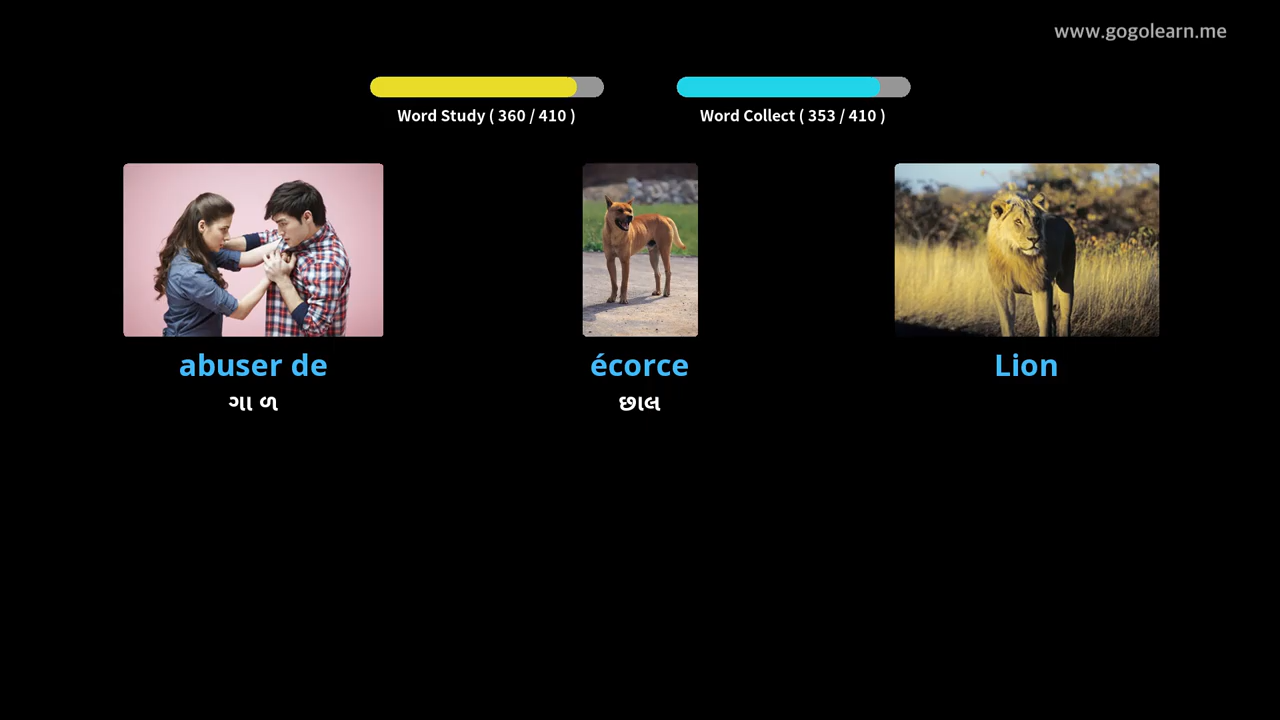 www.gogolearn.me
Word Study ( 360 / 410 )
Word Collect ( 353 / 410 )
abuser de
écorce
Lion
ગા ળ
છાલ